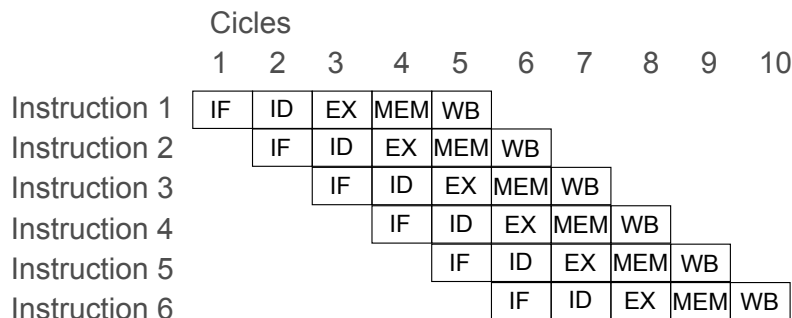 Cicles
1 2 3 4 5 6 7 8 9 10
Instruction 1 IF ID EX MEM WB
Instruction 2 IF ID EX MEM WB
Instruction 3 IF ID EX MEM WB
Instruction 4 IF ID EX MEM WB
Instruction 5 IF ID EX MEM WB
Instruction 6 IF ID EX MEM WB